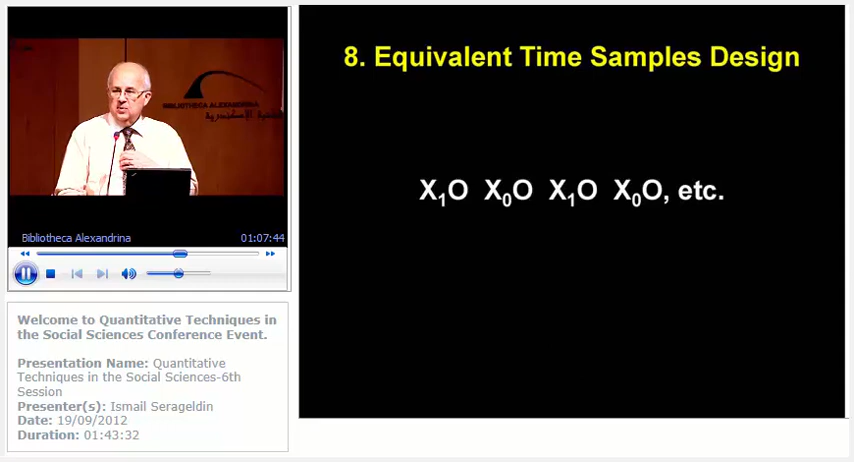 BIBLIOTHECA ALEXANDRINA
Bibliotheca Alexandrina
01:07:44
Welcome to Quantitative Techniques in
the Social Sciences Conference Event.
Presentation Name: Quantitative
Techniques in the Social Sciences-6th
Session
Presenter(s): Ismail Serageldin
Date: 19/09/2012
Duration: 01:43:32
8. Equivalent Time Samples Design
X₁O X₀O X₁O X₀O, etc.